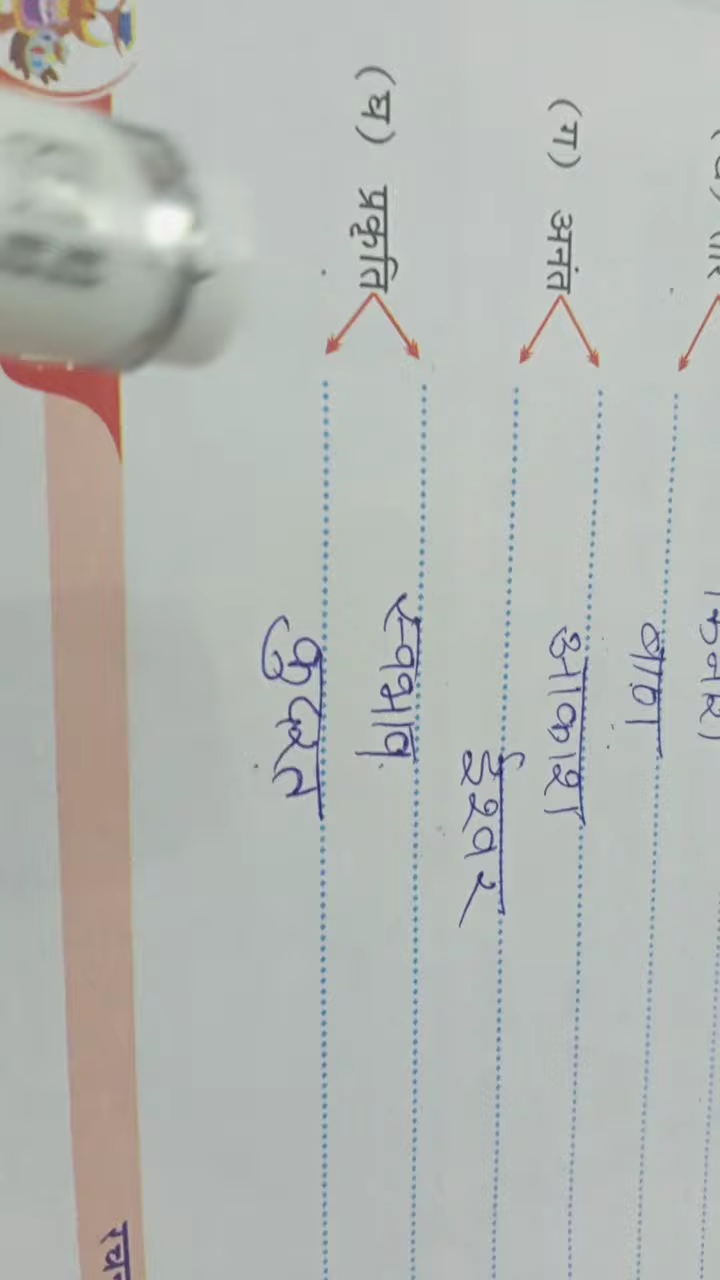 किनारा
(ख) तीर
बाण
आकाश
(ग) अनंत
ईश्वर
स्वभाव
(घ) प्रकृति
कुदरत